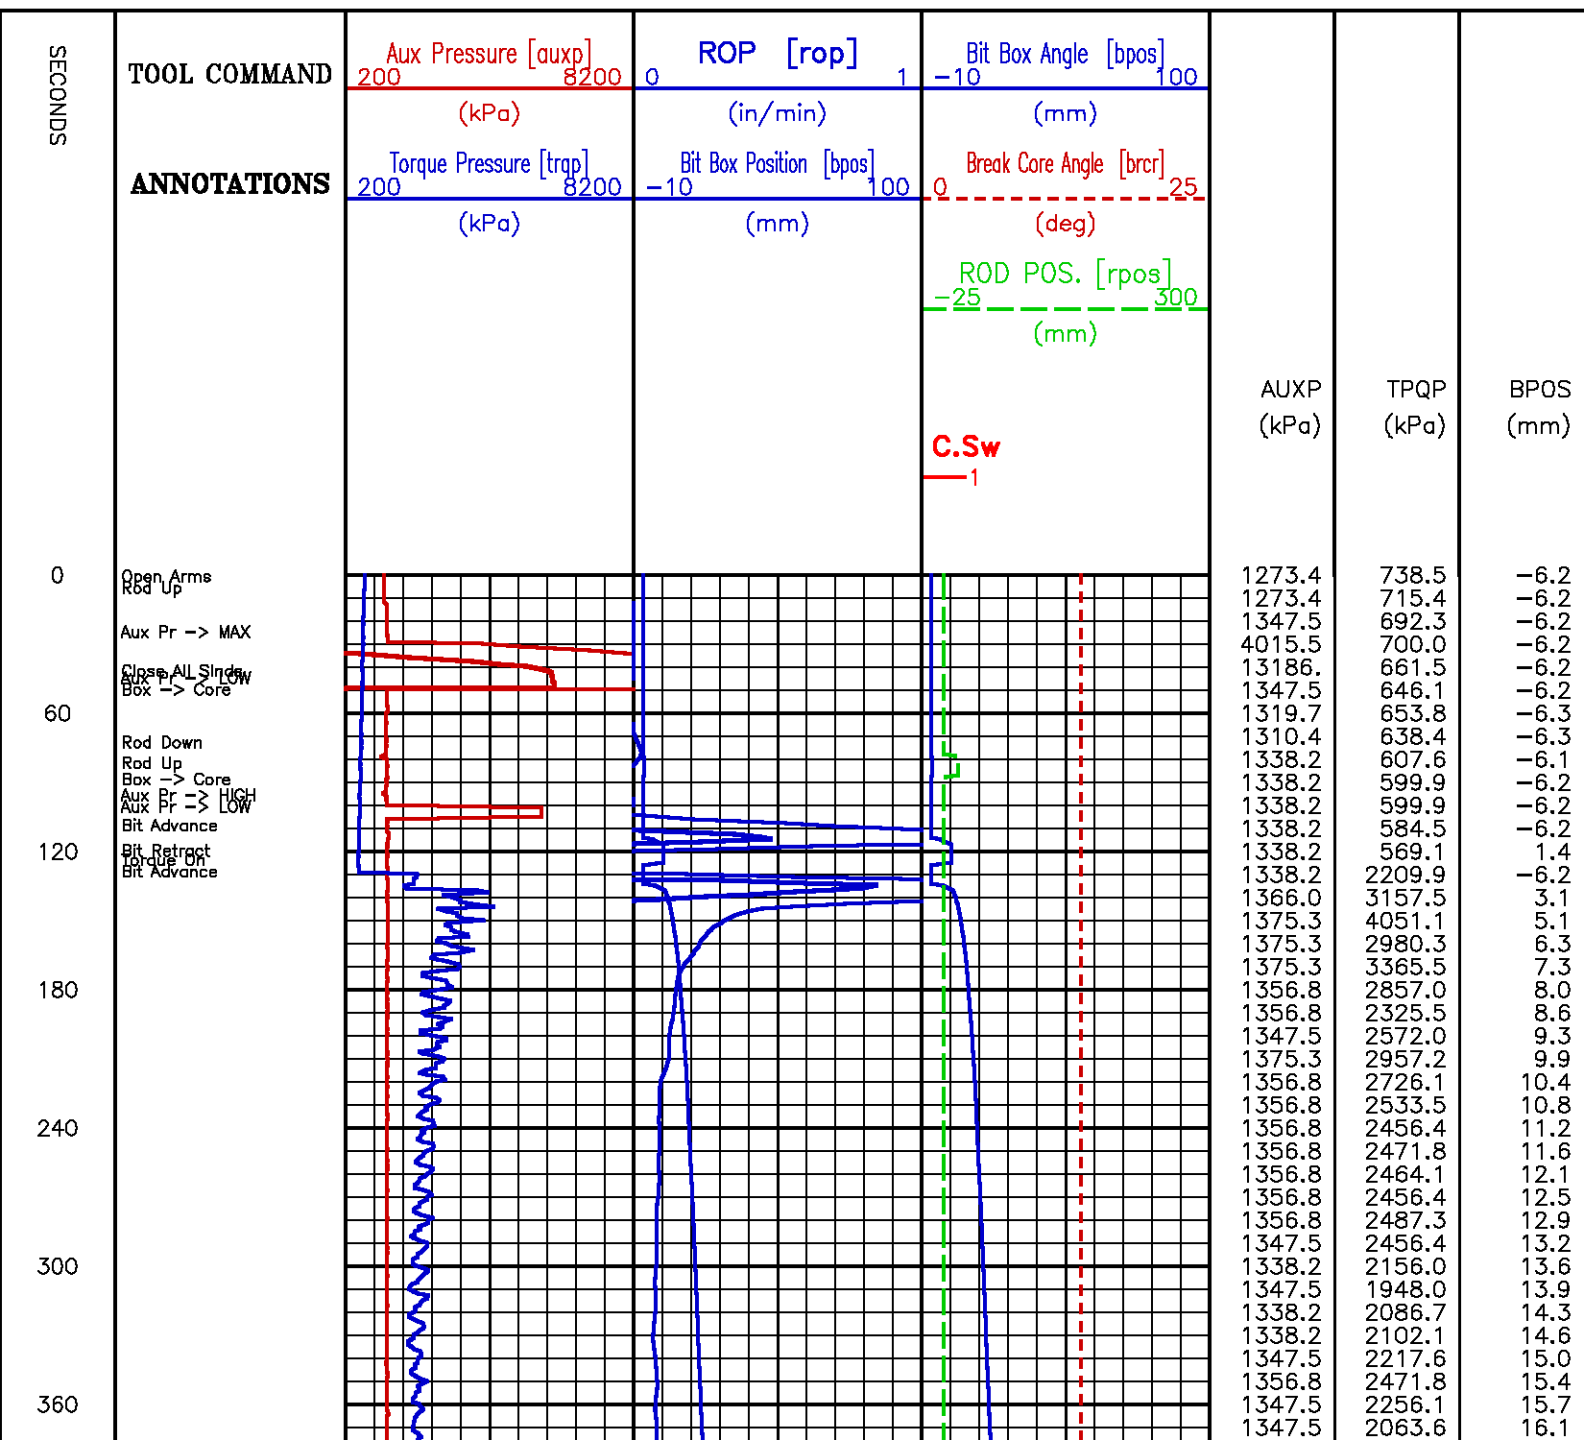 SECONDS
TOOL COMMAND
ANNOTATIONS
Aux Pressure [auxp]
200 8200
(kPa)
Torque Pressure [trqp]
200 8200
(kPa)
ROP [rop]
0 1
(in/min)
Bit Box Position [bpos]
-10 100
(mm)
Bit Box Angle [bpos]
-10 100
(mm)
Break Core Angle [brcr]
0 25
(deg)
ROD POS. [rpos]
-25 300
(mm)
C.Sw
1
AUXP TPQP BPOS
(kPa) (kPa) (mm)
0 Open Arms 1273.4 738.5 -6.2
Rod Up
1273.4 715.4 -6.2
Aux Pr -> MAX 1347.5 692.3 -6.2
4015.5 700.0 -6.2
Close All Slnds 13186. 661.5 -6.2
Aux Pr -> LOW
Box -> Core 1347.5 646.1 -6.2
60 1319.7 653.8 -6.3
Rod Down 1310.4 638.4 -6.3
Rod Up 1338.2 607.6 -6.1
Box -> Core 1338.2 599.9 -6.2
Aux Pr -> HIGH
Aux Pr -> LOW 1338.2 599.9 -6.2
Bit Advance 1338.2 584.5 -6.2
120 Bit Retract 1338.2 569.1 1.4
Torque On
Bit Advance 1338.2 2209.9 -6.2
1366.0 3157.5 3.1
1375.3 4051.1 5.1
1375.3 2980.3 6.3
1375.3 3365.5 7.3
180 1356.8 2857.0 8.0
1356.8 2325.5 8.6
1347.5 2572.0 9.3
1375.3 2957.2 9.9
1356.8 2726.1 10.4
1356.8 2533.5 10.8
240 1356.8 2456.4 11.2
1356.8 2471.8 11.6
1356.8 2464.1 12.1
1356.8 2456.4 12.5
1356.8 2487.3 12.9
1347.5 2456.4 13.2
300 1338.2 2156.0 13.6
1347.5 1948.0 13.9
1338.2 2086.7 14.3
1338.2 2102.1 14.6
1347.5 2217.6 15.0
1356.8 2471.8 15.4
360 1347.5 2256.1 15.7
1347.5 2063.6 16.1